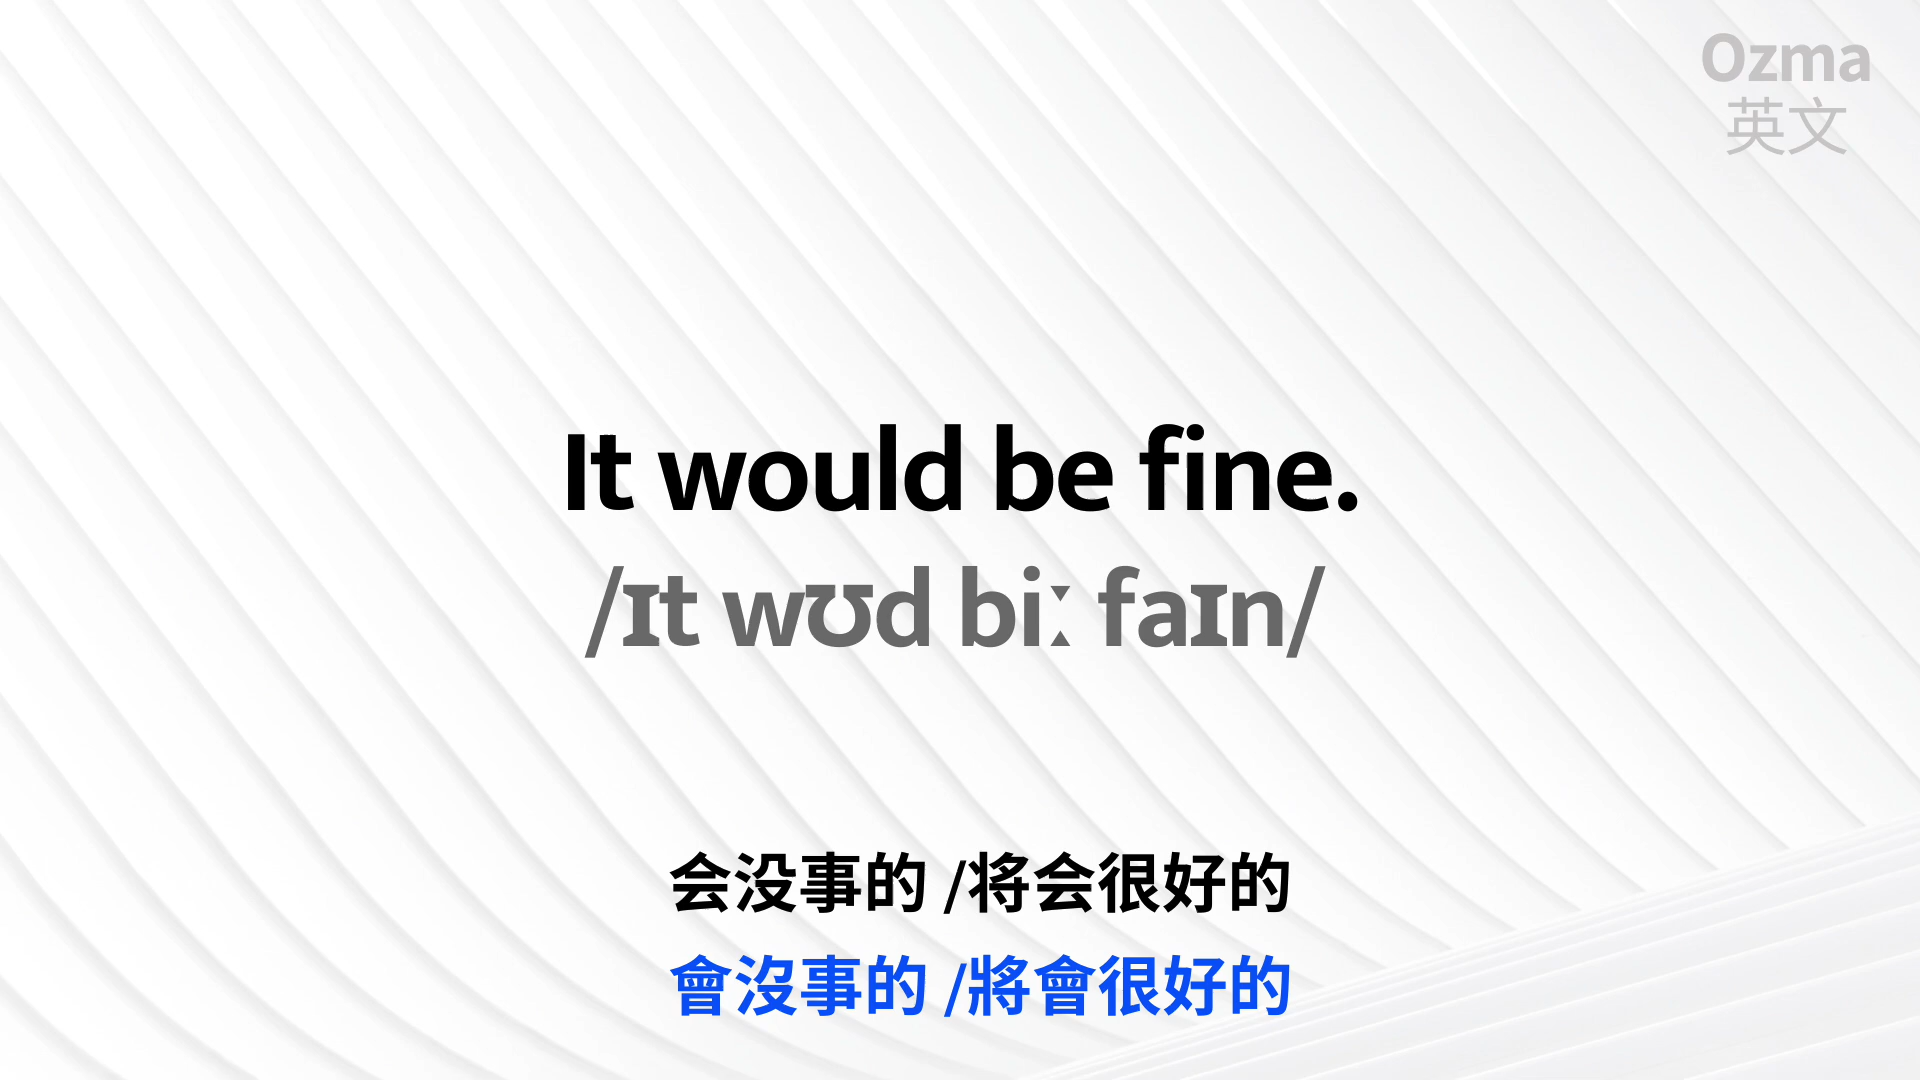 Ozma
英文
It would be fine.
/ɪt wʊd biː faɪn/
会没事的 /将会很好的
會沒事的 /將會很好的